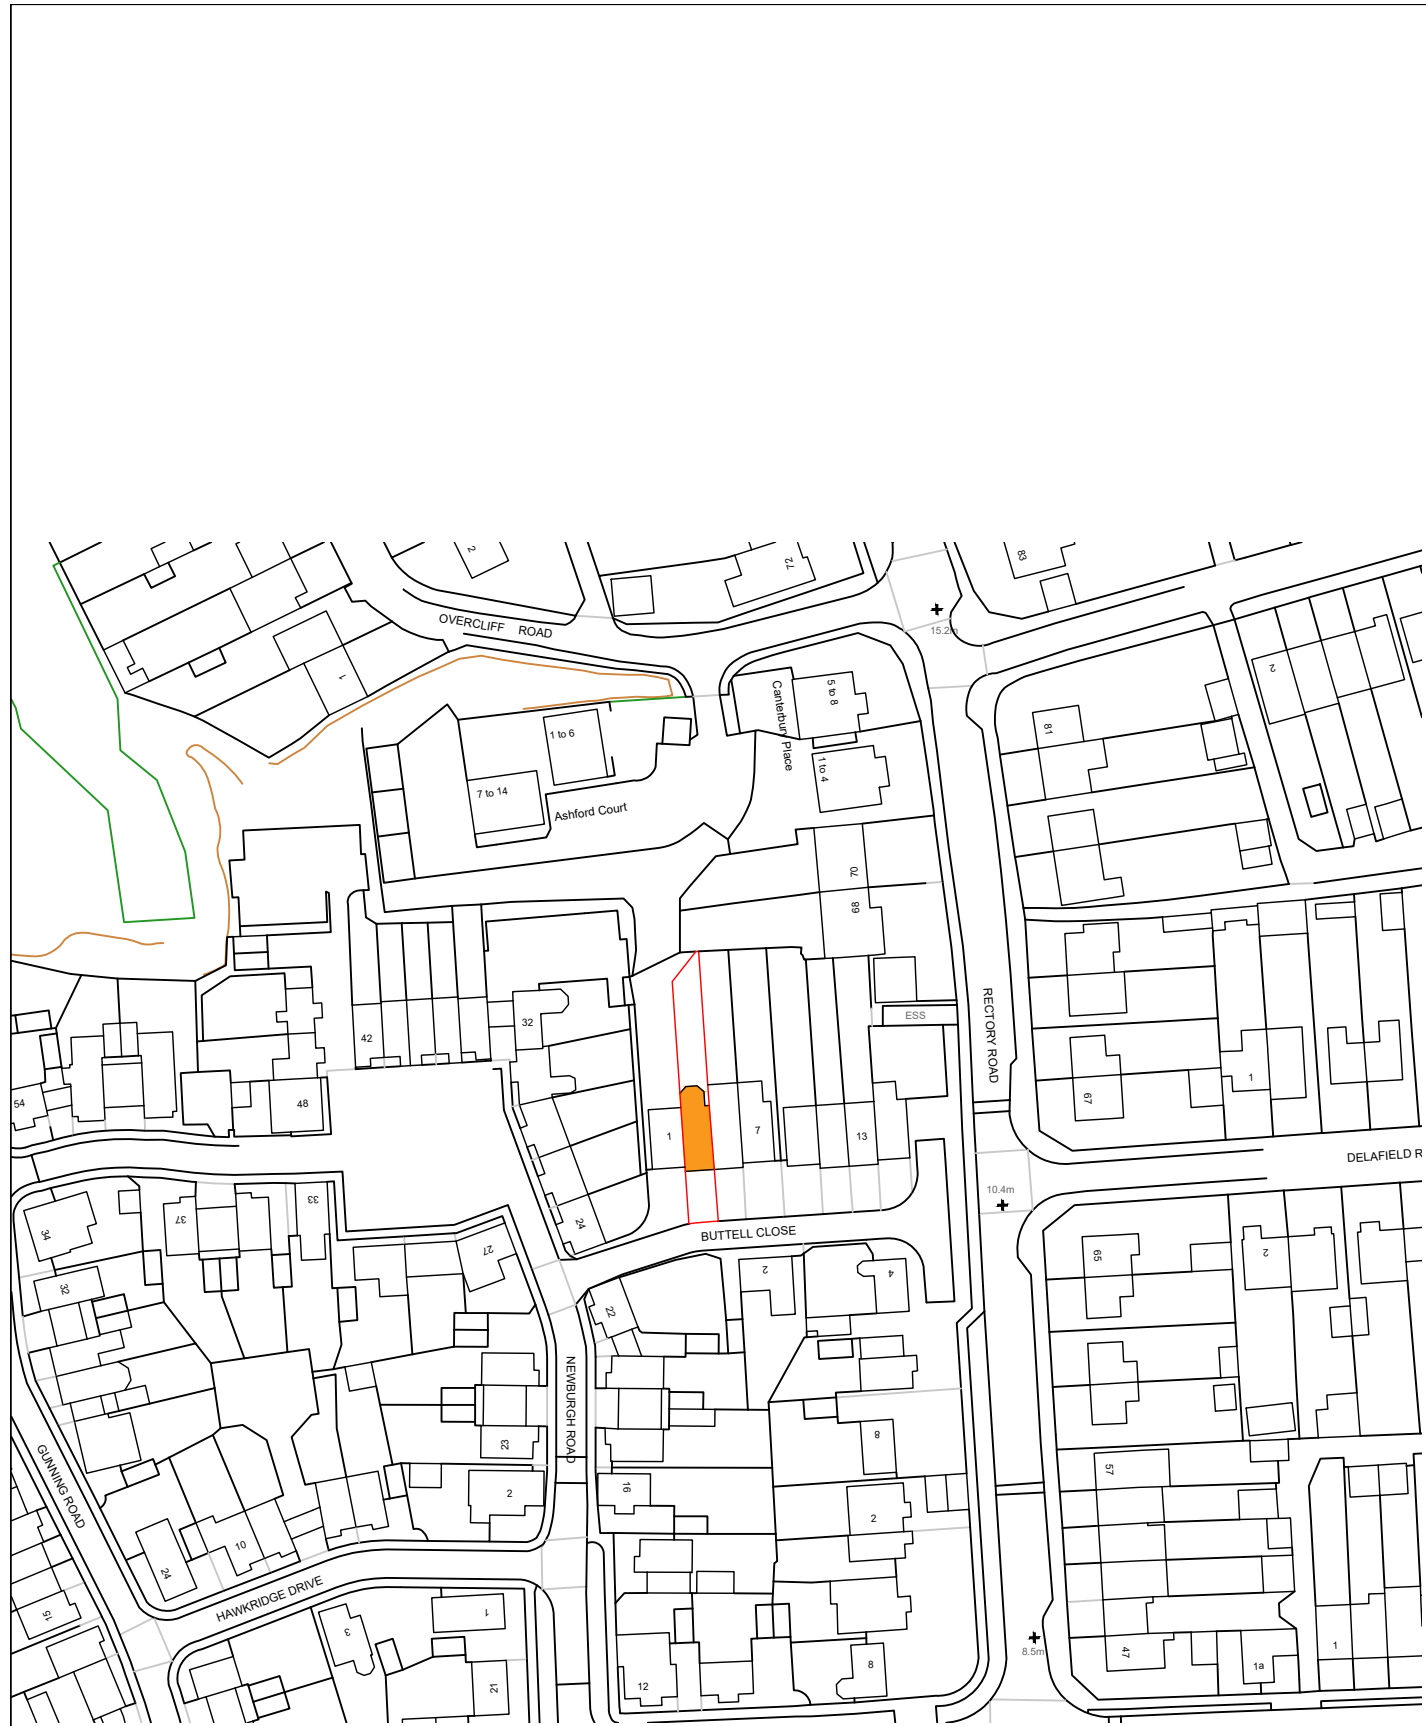 2
72
83
OVERCLIFF ROAD
15.2m
1
2
5 to 8
Canterbury Place
81
1 to 6
1 to 4
7 to 14
Ashford Court
70
68
ESS
32
42
RECTORY ROAD
1
54
48
67
1
7
13
DELAFIELD R
10.4m
33
37
34
24
BUTTELL CLOSE
27
65
2
2
4
32
22
NEWBURGH ROAD
23
8
GUNNING ROAD
57
2
16
2
10
24
HAWKRIDGE DRIVE
15
1
3
8.5m
47
1
1a
8
12
21